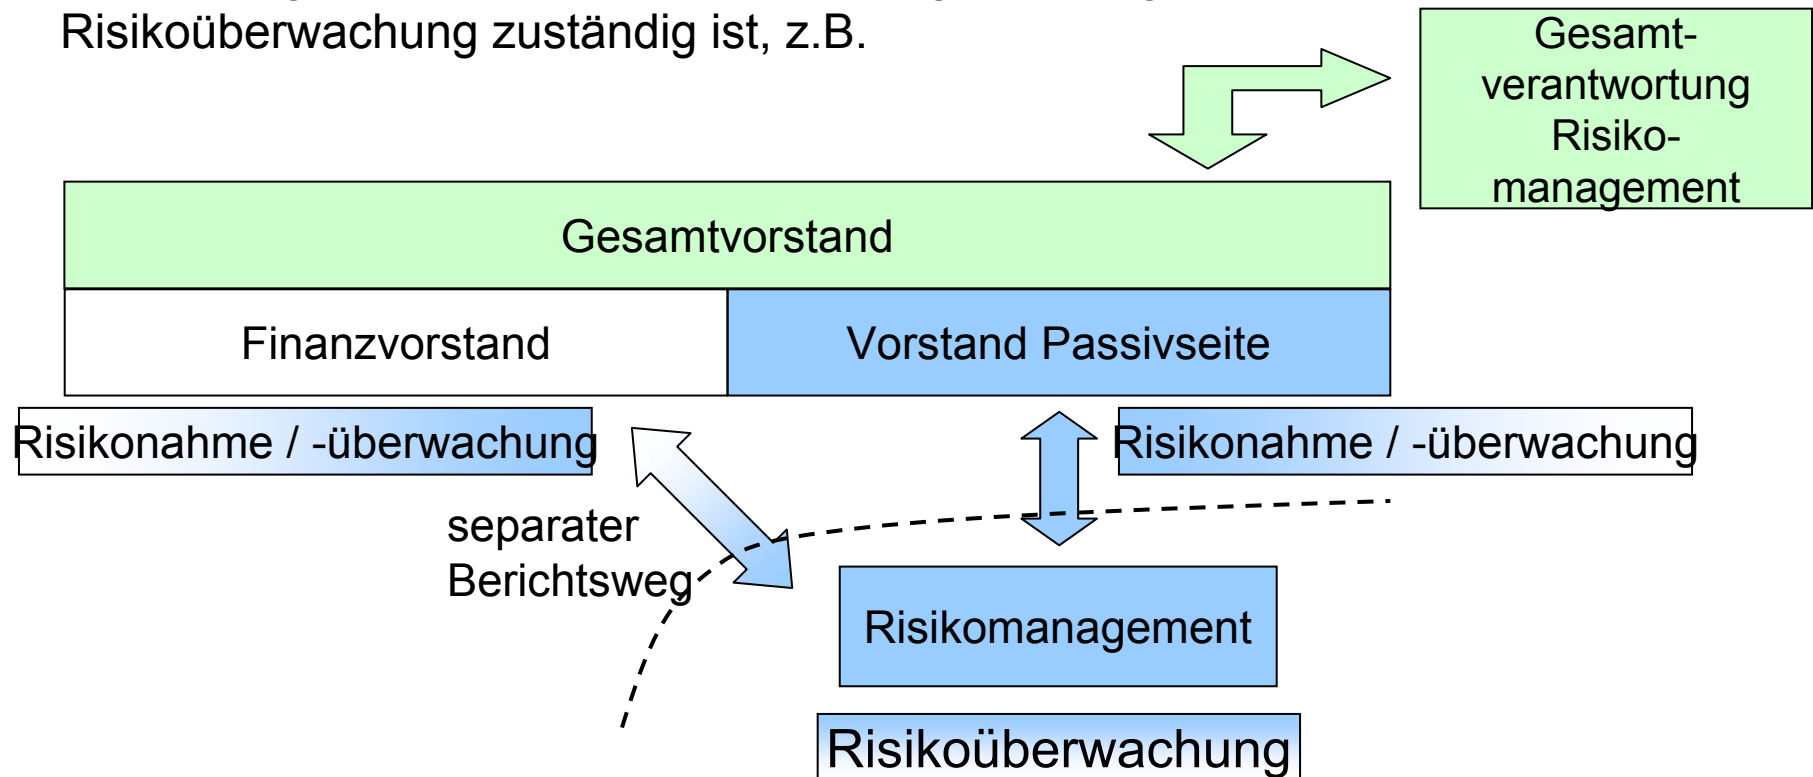 Risikoüberwachung zuständig ist, z.B.
Gesamt-
verantwortung
Risiko-
management
Gesamtvorstand
Finanzvorstand
Vorstand Passivseite
Risikonahme / -überwachung
Risikonahme / -überwachung
separater
Berichtsweg
Risikomanagement
Risikoüberwachung